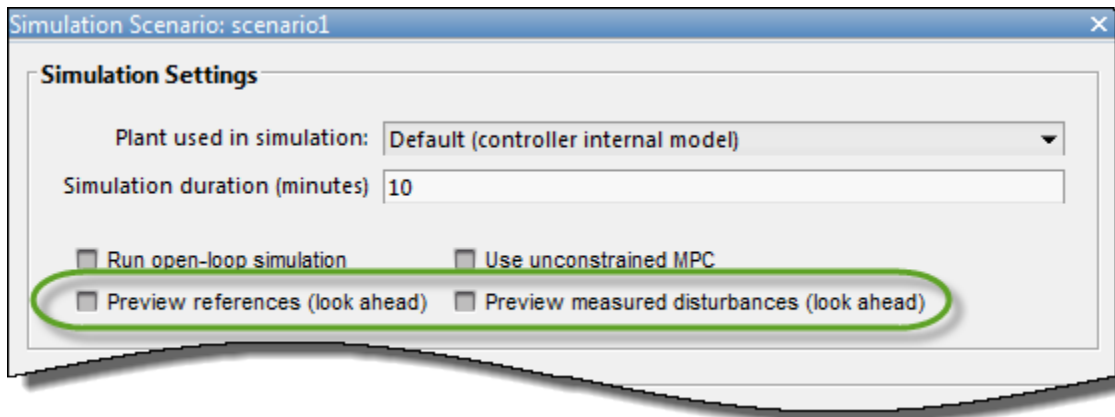 Simulation Scenario: scenario1
Simulation Settings
Plant used in simulation: Default (controller internal model)
Simulation duration (minutes) 10
Run open-loop simulation Use unconstrained MPC
Preview references (look ahead) Preview measured disturbances (look ahead)